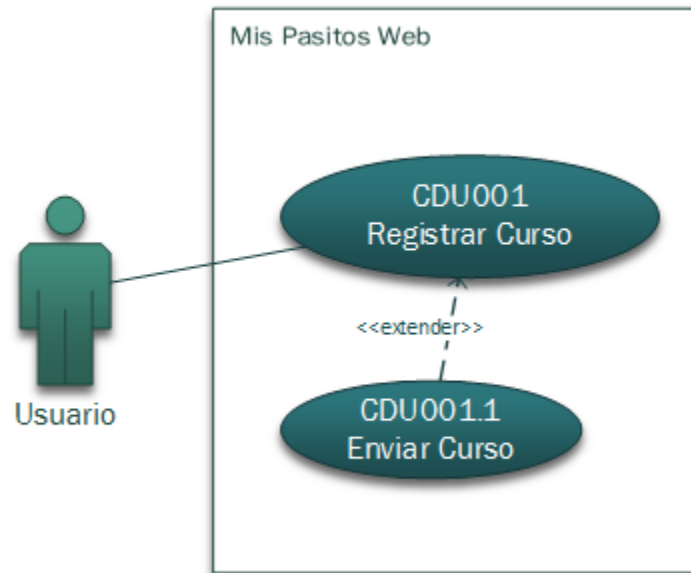 Mis Pasitos Web
CDU001
Registrar Curso
<<extender>>
CDU001.1
Enviar Curso
Usuario